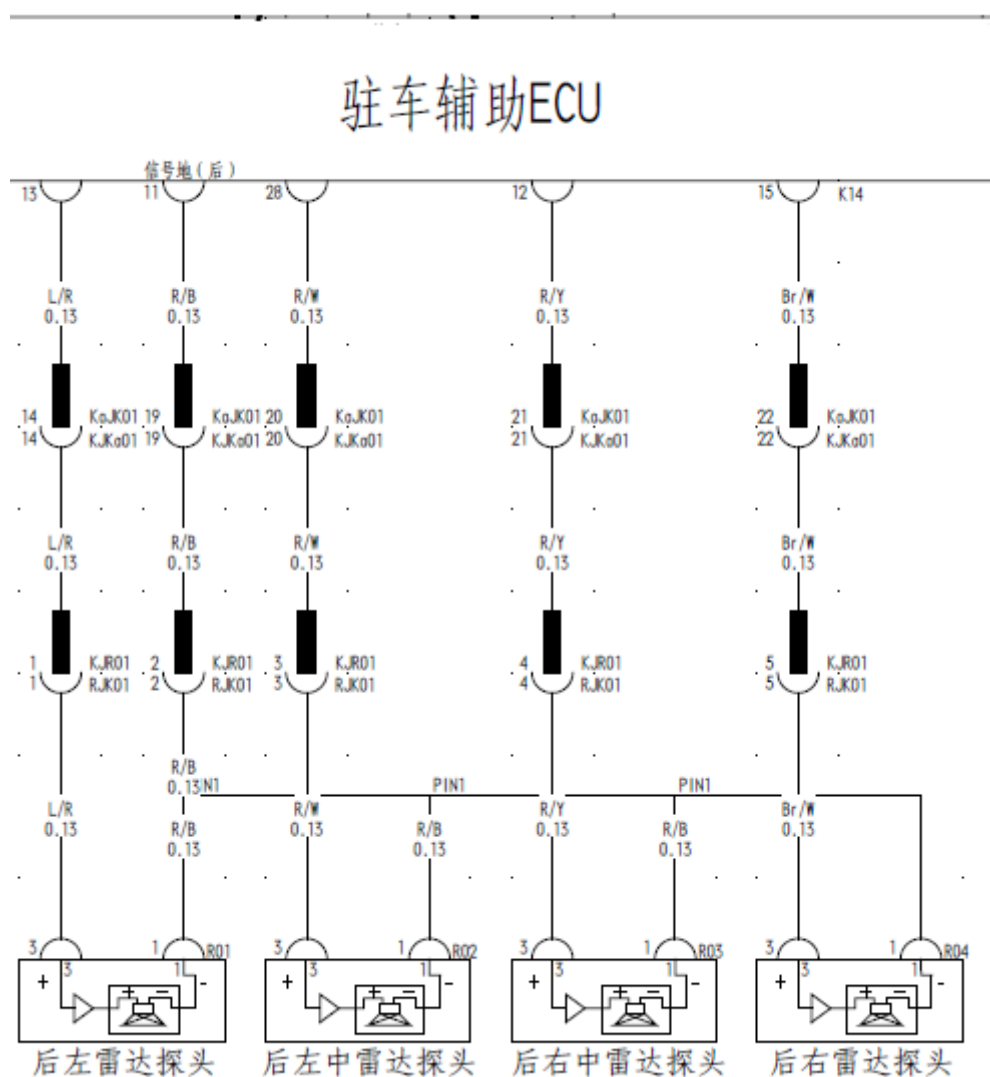 驻车辅助ECU
信号地(后)
13 11 28 12 15 K14
L/R R/B R/W R/Y Br/W
0.13 0.13 0.13 0.13 0.13
14 KaJK01 19 KaJK01 20 KaJK01 21 KaJK01 22 KaJK01
14 KJKa01 19 KJKa01 20 KJKa01 21 KJKa01 22 KJKa01
L/R R/B R/W R/Y Br/W
0.13 0.13 0.13 0.13 0.13
1 KJR01 2 KJR01 3 KJR01 4 KJR01 5 KJR01
1 RJK01 2 RJK01 3 RJK01 4 RJK01 5 RJK01
R/B
0.13 N1 PIN1 PIN1
L/R R/W R/Y Br/W
0.13 0.13 0.13 0.13
R/B R/B R/B
0.13 0.13 0.13
3 1 R01 3 1 R02 3 1 R03 3 1 R04
3 1 3 1 3 1 3 1
+ - + - + - + -
+ - + - + - + -
后左雷达探头 后左中雷达探头 后右中雷达探头 后右雷达探头